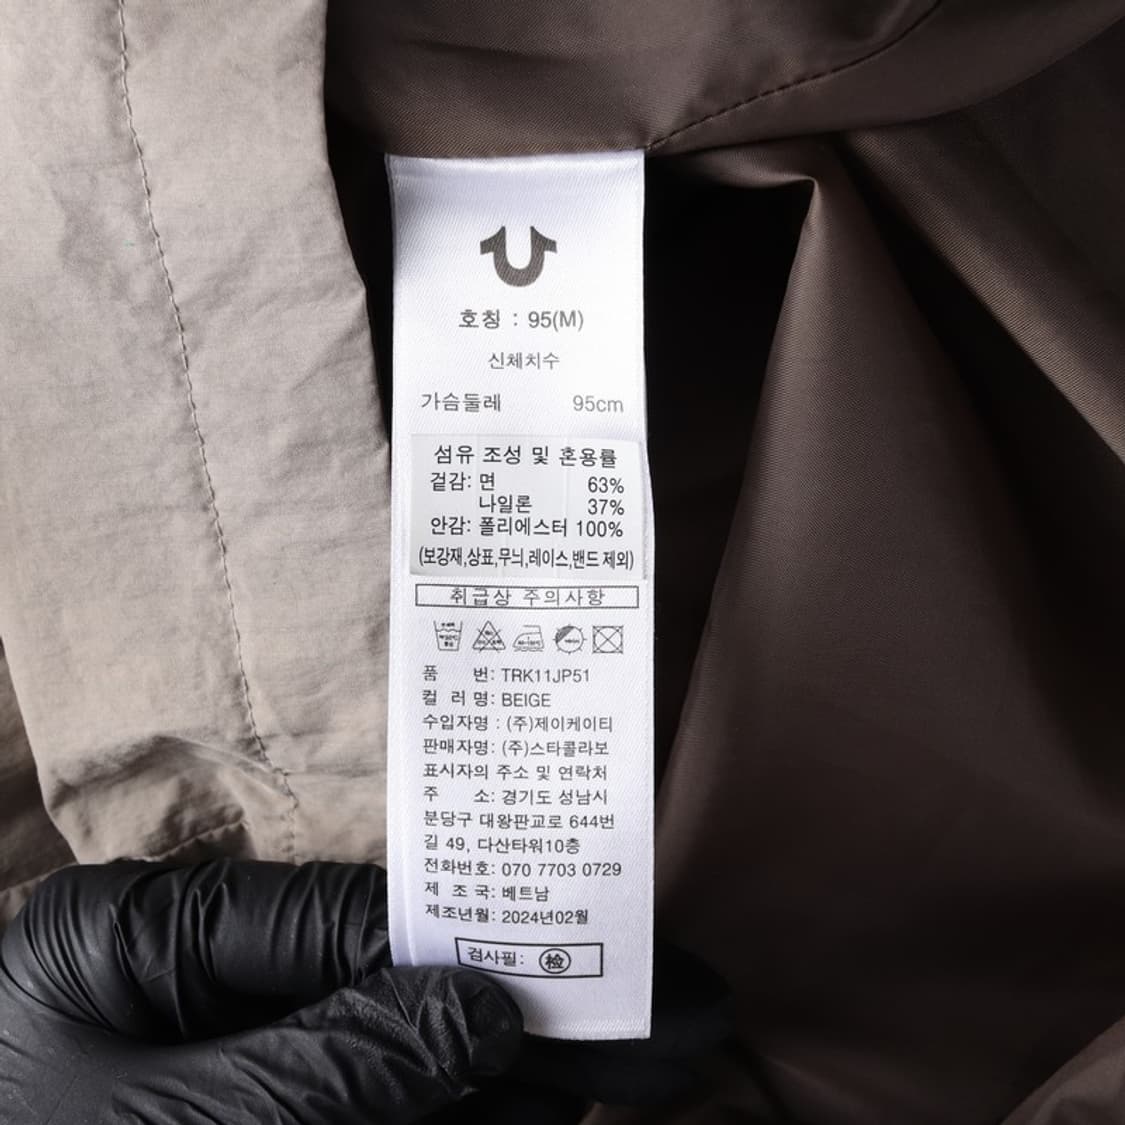 호칭 : 95(M)
신체치수
가슴둘레 95cm
섬유 조성 및 혼용률
겉감: 면 63%
나일론 37%
안감: 폴리에스터 100%
(보강재,상표,무늬,레이스,밴드 제외)
취급상 주의사항
품 번: TRK11JP51
컬 러 명: BEIGE
수입자명 : (주)제이케이티
판매자명: (주)스타콜라보
표시자의 주소 및 연락처
주 소: 경기도 성남시
분당구 대왕판교로 644번
길 49, 다산타워10층
전화번호: 070 7703 0729
제 조 국: 베트남
제조년월: 2024년02월
검사필: 檢